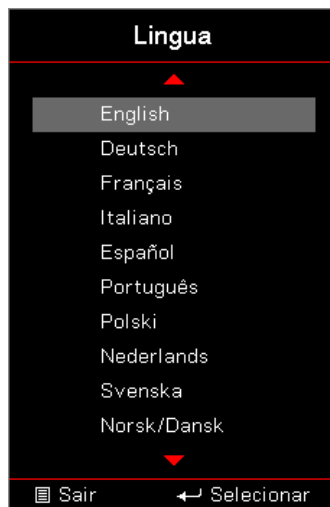 Lingua
English
Deutsch
Français
Italiano
Español
Português
Polski
Nederlands
Svenska
Norsk/Dansk
Sair Selecionar